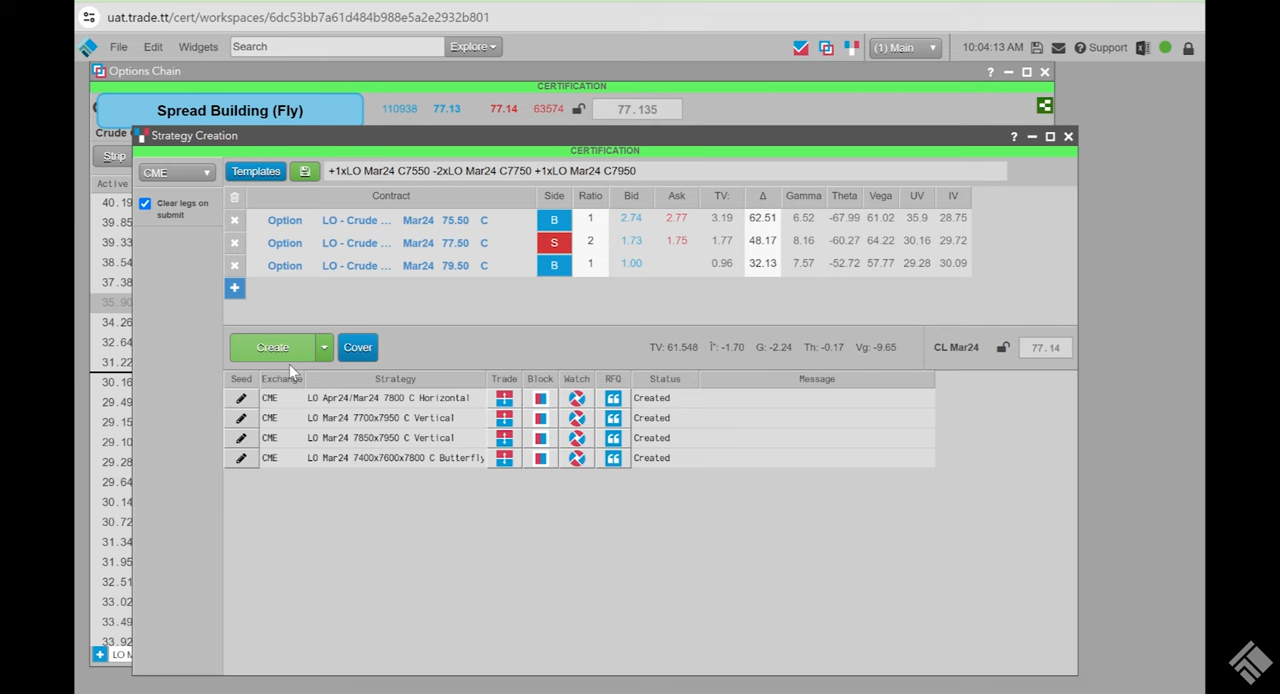 uat.trade.tt/cert/workspaces/6dc53bb7a61d484b988e5a2e2932b801
File Edit Widgets Search Explore (1) Main 10:04:13 AM Support
Options Chain ?
CERTIFICATION
Spread Building (Fly) 110938 77.13 77.14 63574 77.135
Crude
Strategy Creation ?
CERTIFICATION
Strip
CME Templates +1xLO Mar24 C7550 -2xLO Mar24 C7750 +1xLO Mar24 C7950
Active
Clear legs on submit
Contract Side Ratio Bid Ask TV: Δ Gamma Theta Vega UV IV
Option LO - Crude ... Mar24 75.50 C B 1 2.74 2.77 3.19 62.51 6.52 -67.99 61.02 35.9 28.75
Option LO - Crude ... Mar24 77.50 C S 2 1.73 1.75 1.77 48.17 8.16 -60.27 64.22 30.16 29.72
Option LO - Crude ... Mar24 79.50 C B 1 1.00 0.96 32.13 7.57 -52.72 57.77 29.28 30.09
Create Cover TV: 61.548 Î": -1.70 G: -2.24 Th: -0.17 Vg: -9.65 CL Mar24 77.14
Seed Exchange Strategy Trade Block Watch RFQ Status Message
CME LO Apr24/Mar24 7800 C Horizontal Created
CME LO Mar24 7700x7950 C Vertical Created
CME LO Mar24 7850x7950 C Vertical Created
CME LO Mar24 7400x7600x7800 C Butterfly Created
40.19
39.85
39.33
38.54
37.38
35.90
34.26
32.64
31.22
30.16
29.49
29.15
29.10
29.28
29.64
30.14
30.72
31.34
31.95
32.51
33.02
33.49
33.92
LO M